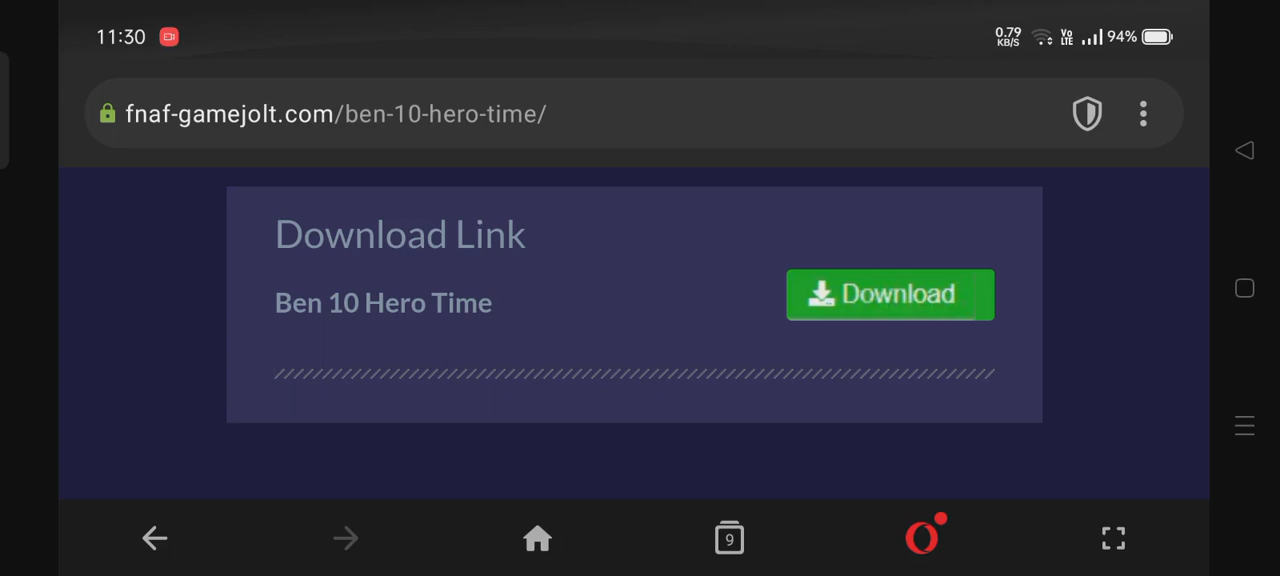 11:30
0.79 KB/S Vo LTE 94%
fnaf-gamejolt.com/ben-10-hero-time/
Download Link
Ben 10 Hero Time
Download
9